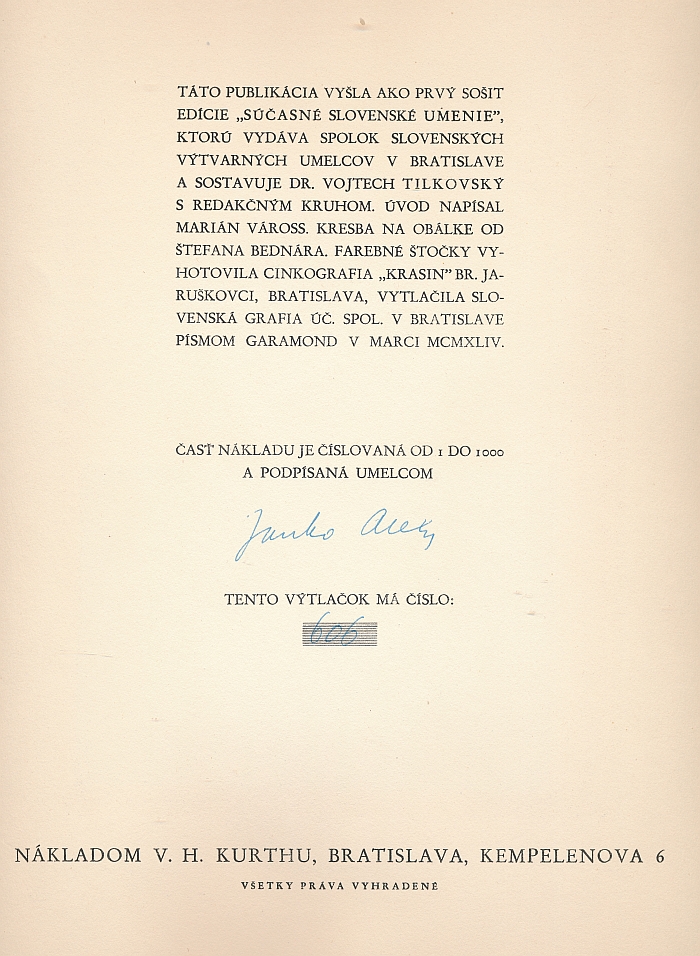 TÁTO PUBLIKÁCIA VYŠLA AKO PRVÝ SOŠIT
EDÍCIE „SÚČASNÉ SLOVENSKÉ UMENIE”,
KTORÚ VYDÁVA SPOLOK SLOVENSKÝCH
VÝTVARNÝCH UMELCOV V BRATISLAVE
A SOSTAVUJE DR. VOJTECH TILKOVSKÝ
S REDAKČNÝM KRUHOM. ÚVOD NAPÍSAL
MARIÁN VÁROSS. KRESBA NA OBÁLKE OD
ŠTEFANA BEDNÁRA. FAREBNÉ ŠTOČKY VY-
HOTOVILA CINKOGRAFIA „KRASIN” BR. JA-
RUŠKOVCI, BRATISLAVA, VYTLAČILA SLO-
VENSKÁ GRAFIA ÚČ. SPOL. V BRATISLAVE
PÍSMOM GARAMOND V MARCI MCMXLIV.
ČASŤ NÁKLADU JE ČÍSLOVANÁ OD 1 DO 1000
A PODPÍSANÁ UMELCOM
Janko Alexy
TENTO VÝTLAČOK MÁ ČÍSLO:
606
NÁKLADOM V. H. KURTHU, BRATISLAVA, KEMPELENOVA 6
VŠETKY PRÁVA VYHRADENÉ